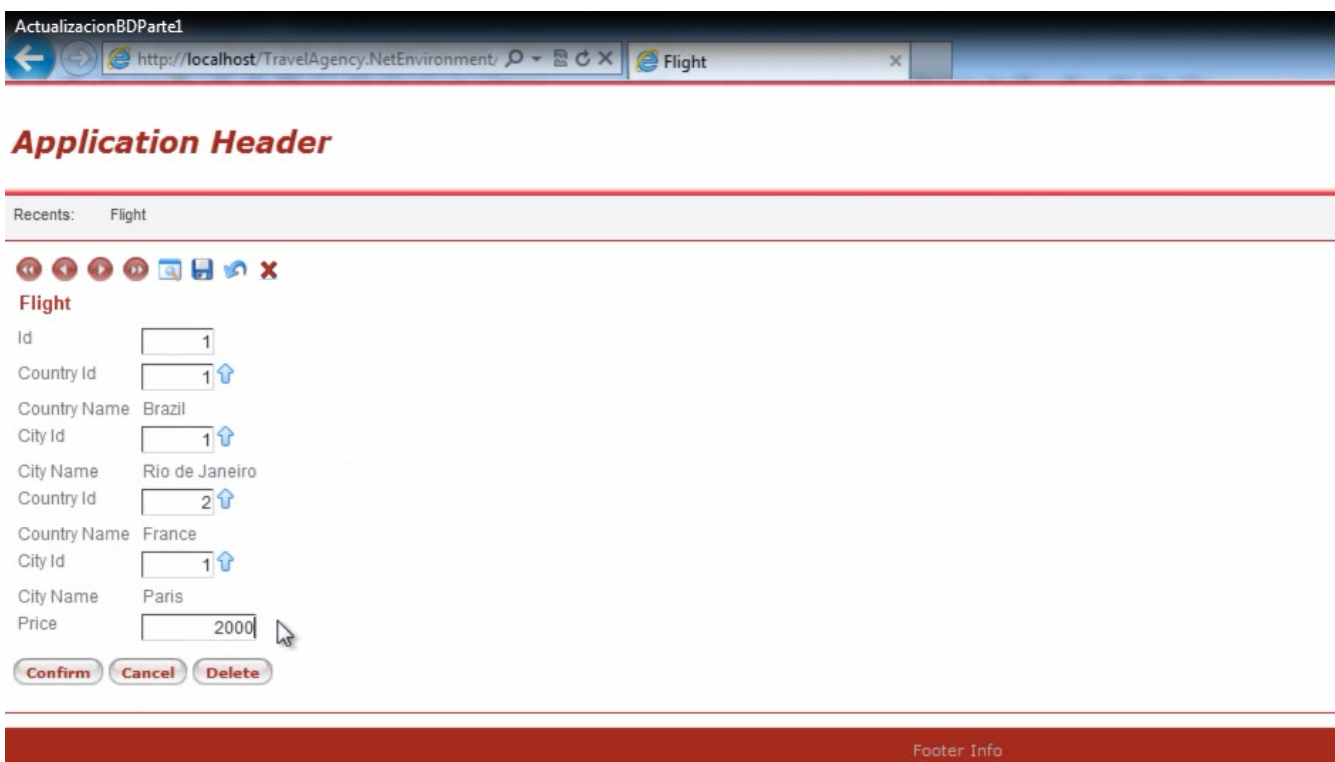 ActualizacionBDParte1
http://localhost/TravelAgency.NetEnvironment/
Flight
Application Header
Recents: Flight
Flight
Id 1
Country Id 1
Country Name Brazil
City Id 1
City Name Rio de Janeiro
Country Id 2
Country Name France
City Id 1
City Name Paris
Price 2000
Confirm Cancel Delete
Footer Info